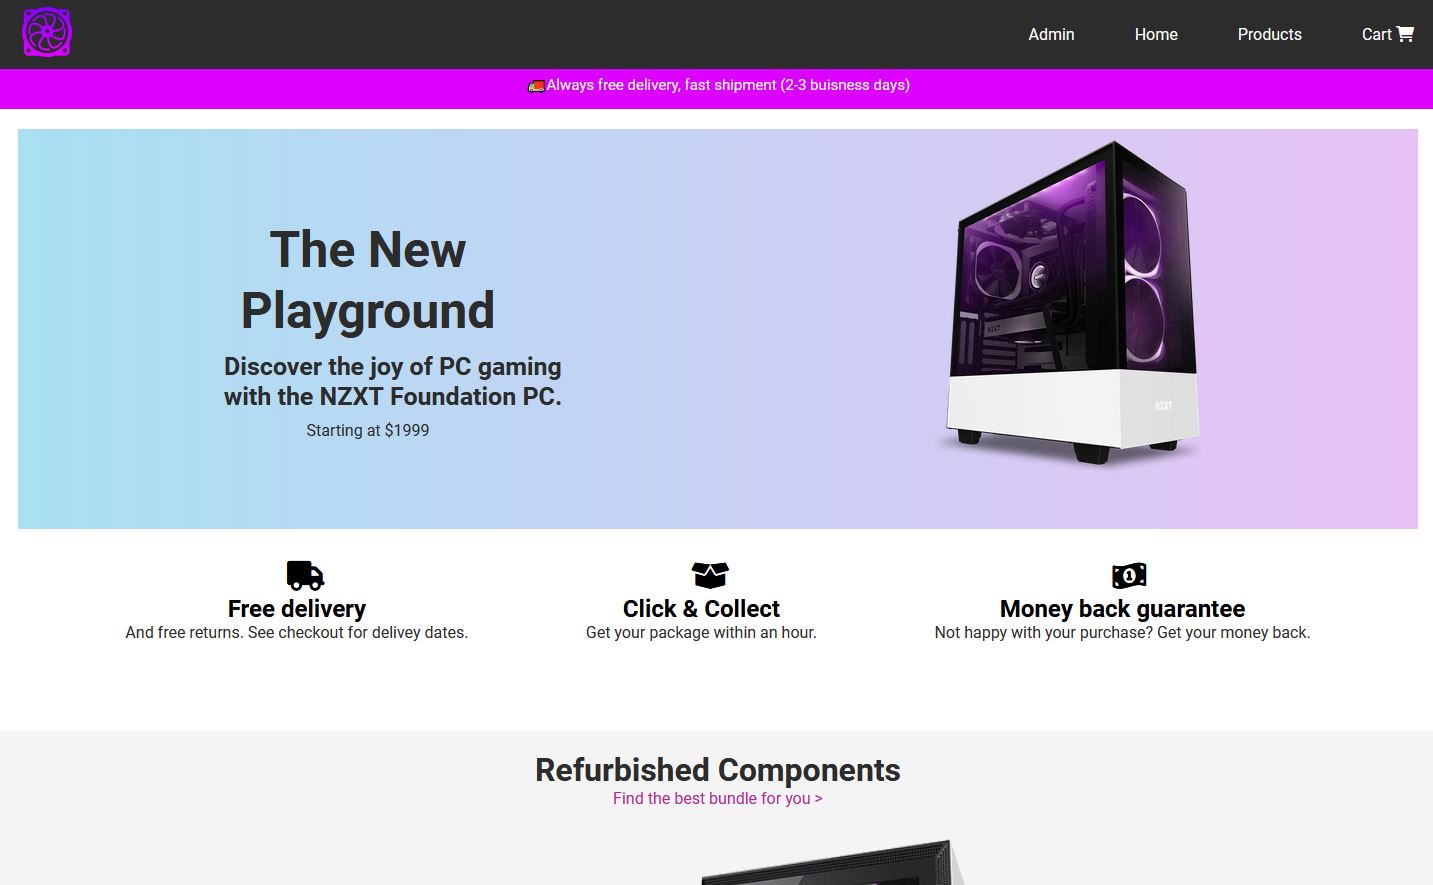 Admin
Home
Products
Cart
Always free delivery, fast shipment (2-3 buisness days)
The New
Playground
Discover the joy of PC gaming
with the NZXT Foundation PC.
Starting at $1999
NZXT
NZXT
Free delivery
And free returns. See checkout for delivey dates.
Click & Collect
Get your package within an hour.
Money back guarantee
Not happy with your purchase? Get your money back.
Refurbished Components
Find the best bundle for you >